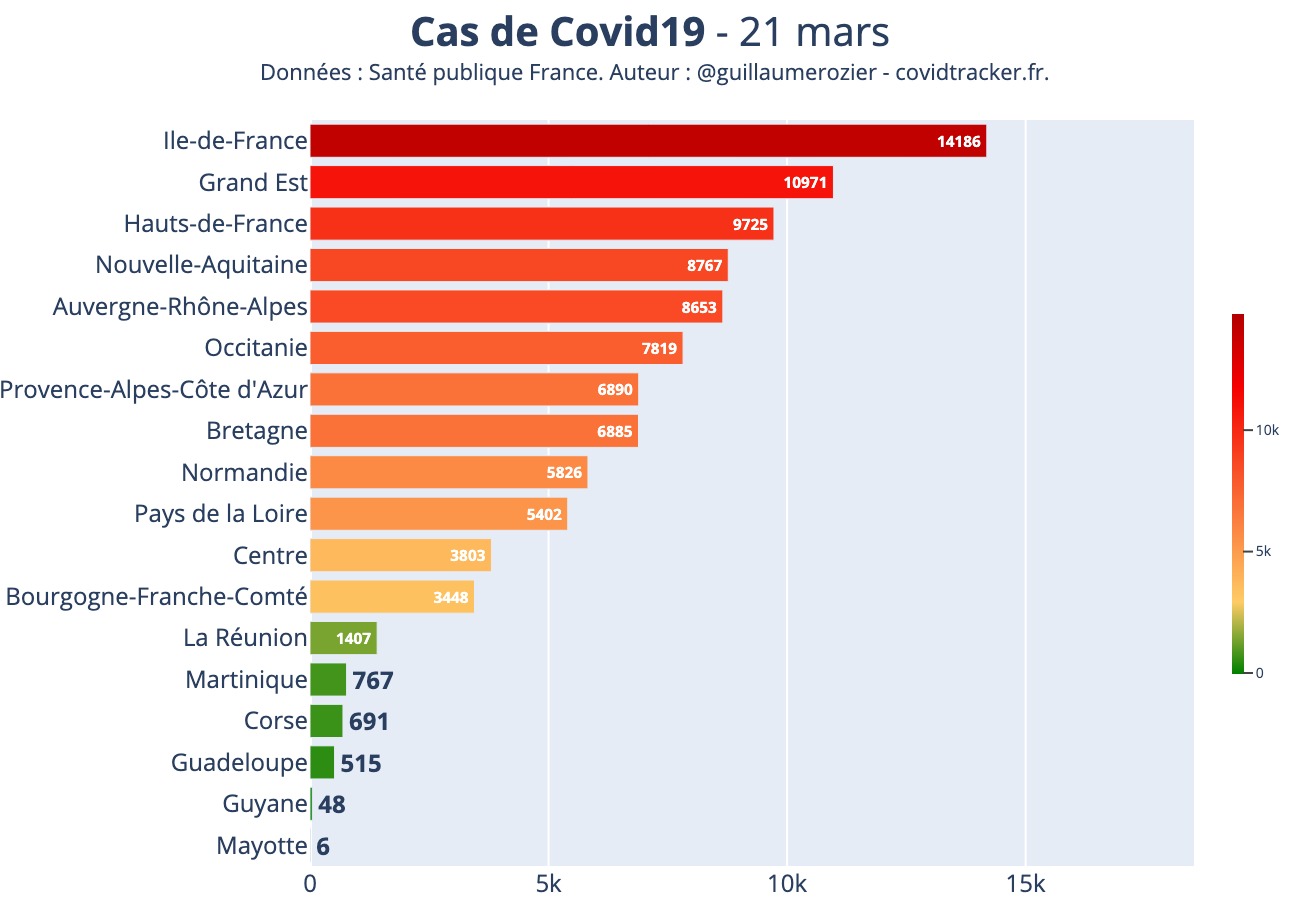 Cas de Covid19 - 21 mars
Données : Santé publique France. Auteur : @guillaumerozier - covidtracker.fr.
Ile-de-France 14186
Grand Est 10971
Hauts-de-France 9725
Nouvelle-Aquitaine 8767
Auvergne-Rhône-Alpes 8653
Occitanie 7819
Provence-Alpes-Côte d'Azur 6890
Bretagne 6885
Normandie 5826
Pays de la Loire 5402
Centre 3803
Bourgogne-Franche-Comté 3448
La Réunion 1407
Martinique 767
Corse 691
Guadeloupe 515
Guyane 48
Mayotte 6
0 5k 10k 15k
10k
5k
0